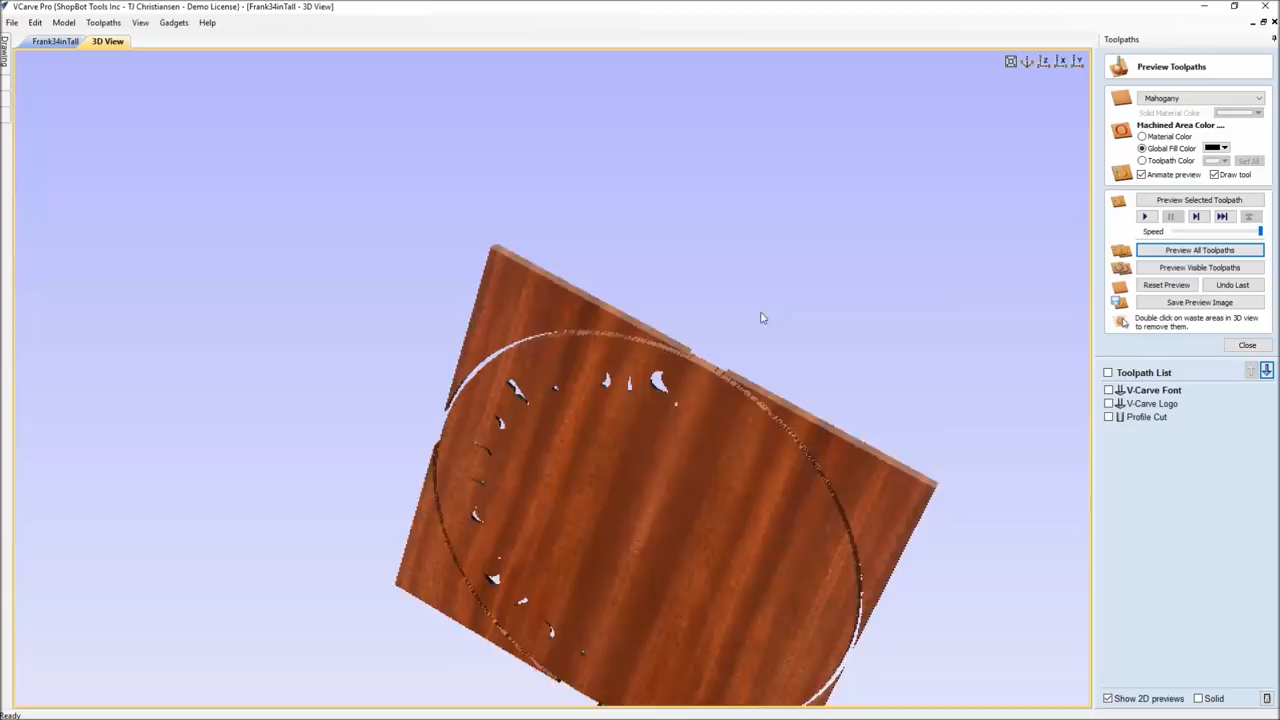 VCarve Pro {ShopBot Tools Inc - TJ Christiansen - Demo License} - [Frank34inTall - 3D View]
File Edit Model Toolpaths View Gadgets Help
Frank34inTall 3D View
Drawing
Toolpaths
Preview Toolpaths
Mahogany
Solid Material Color
Machined Area Color ....
Material Color
Global Fill Color
Toolpath Color Set All
Animate preview Draw tool
Preview Selected Toolpath
Speed
Preview All Toolpaths
Preview Visible Toolpaths
Reset Preview Undo Last
Save Preview Image
Double click on waste areas in 3D view
to remove them.
Close
Toolpath List
V-Carve Font
V-Carve Logo
Profile Cut
Show 2D previews Solid
Ready